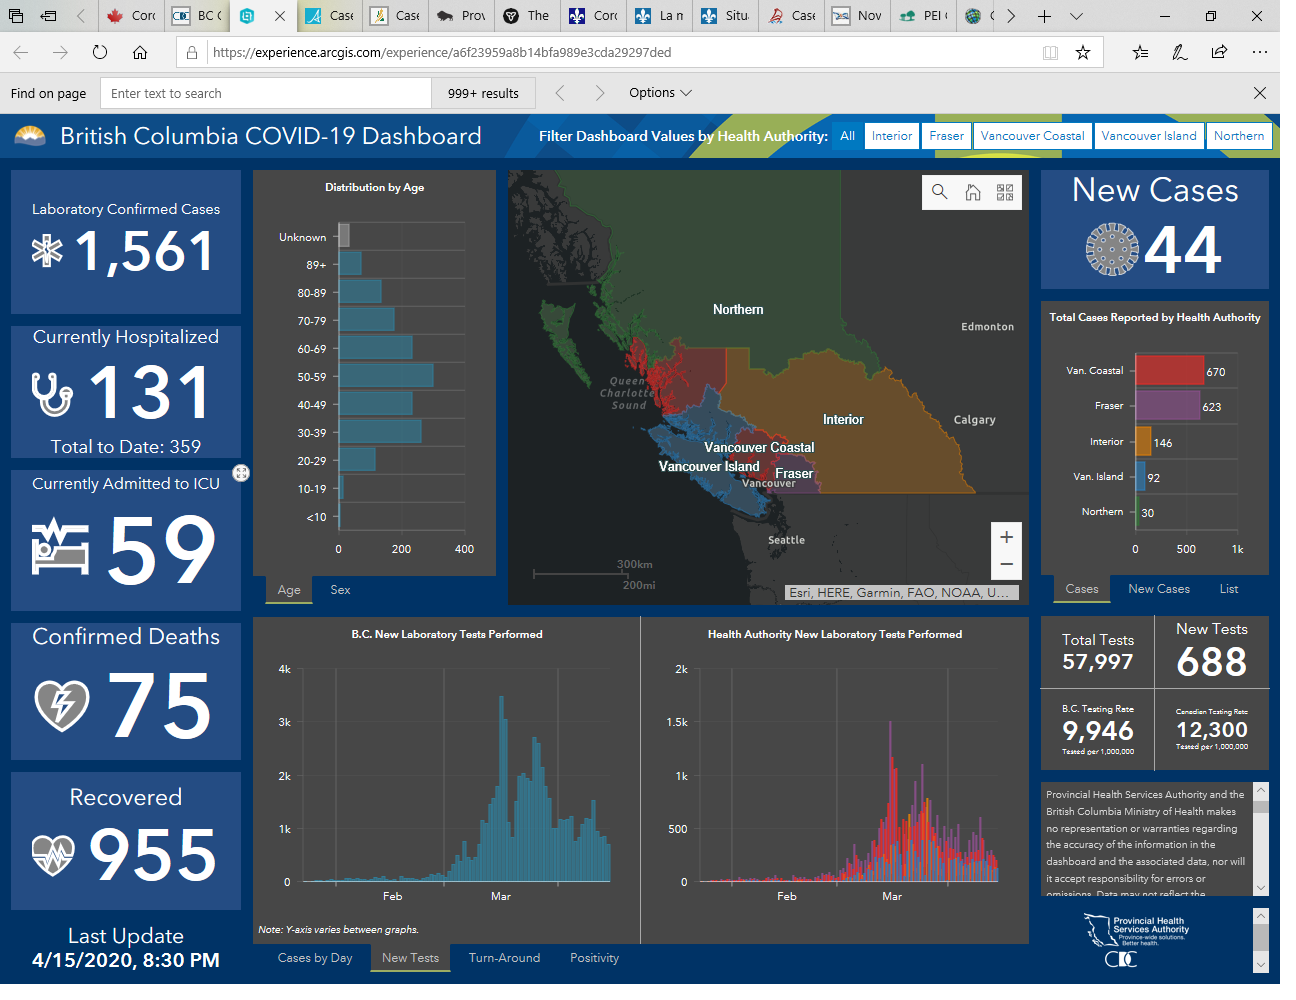 Corc
BC C
Case
Case
Prov
The
Corc
La n
Situ
Case
Nov
PEI C
C
https://experience.arcgis.com/experience/a6f23959a8b14bfa989e3cda29297ded
Find on page
Enter text to search
999+ results
Options
British Columbia COVID-19 Dashboard
Filter Dashboard Values by Health Authority:
All
Interior
Fraser
Vancouver Coastal
Vancouver Island
Northern
Laboratory Confirmed Cases
1,561
Currently Hospitalized
131
Total to Date: 359
Currently Admitted to ICU
59
Confirmed Deaths
75
Recovered
955
Last Update
4/15/2020, 8:30 PM
Distribution by Age
Unknown
89+
80-89
70-79
60-69
50-59
40-49
30-39
20-29
10-19
<10
0 200 400
Age Sex
Northern
Edmonton
Queen
Charlotte
Sound
Interior
Calgary
Vancouver Coastal
Vancouver Island
Fraser
Vancouver
Seattle
300km
200mi
+
−
Esri, HERE, Garmin, FAO, NOAA, U...
New Cases
44
Total Cases Reported by Health Authority
Van. Coastal 670
Fraser 623
Interior 146
Van. Island 92
Northern 30
0 500 1k
Cases New Cases List
B.C. New Laboratory Tests Performed
4k
3k
2k
1k
0
Feb Mar
Note: Y-axis varies between graphs.
Health Authority New Laboratory Tests Performed
2k
1.5k
1k
500
0
Feb Mar
Cases by Day New Tests Turn-Around Positivity
Total Tests
57,997
New Tests
688
B.C. Testing Rate
9,946
Tested per 1,000,000
Canadian Testing Rate
12,300
Tested per 1,000,000
Provincial Health Services Authority and the
British Columbia Ministry of Health makes
no representation or warranties regarding
the accuracy of the information in the
dashboard and the associated data, nor will
it accept responsibility for errors or
omissions. Data may not reflect the
Provincial Health
Services Authority
Province-wide solutions.
Better health.
CDC